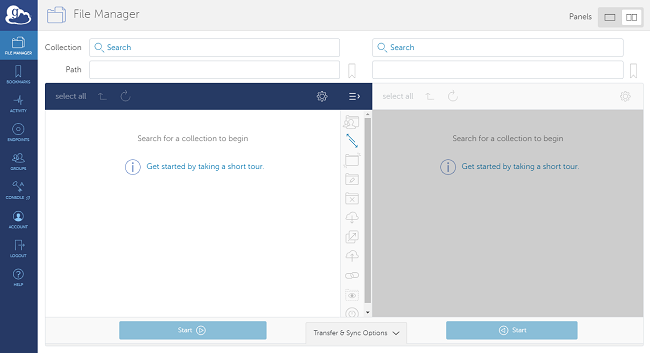 File Manager
Panels
Collection Search Search
Path
FILE MANAGER
BOOKMARKS
ACTIVITY
ENDPOINTS
GROUPS
CONSOLE
ACCOUNT
LOGOUT
HELP
select all select all
Search for a collection to begin Search for a collection to begin
Get started by taking a short tour. Get started by taking a short tour.
Start Transfer & Sync Options Start